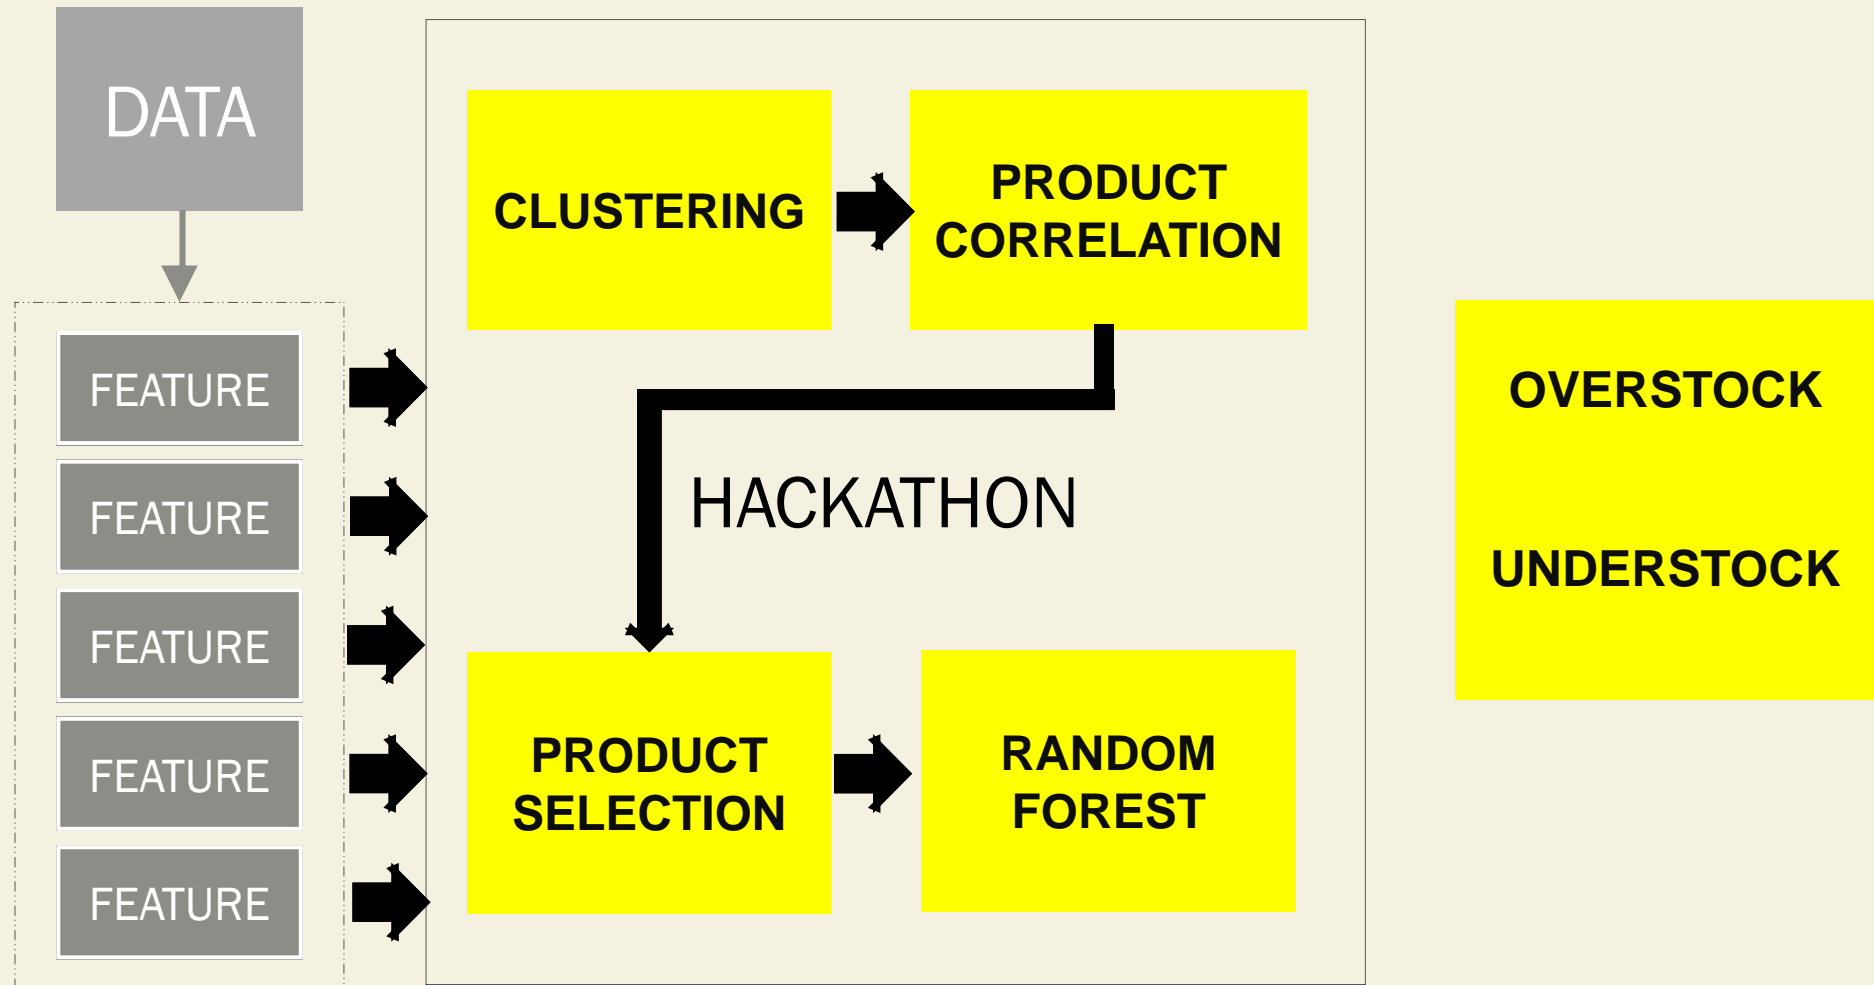 DATA
FEATURE
FEATURE
FEATURE
FEATURE
FEATURE
CLUSTERING
PRODUCT
CORRELATION
HACKATHON
PRODUCT
SELECTION
RANDOM
FOREST
OVERSTOCK
UNDERSTOCK